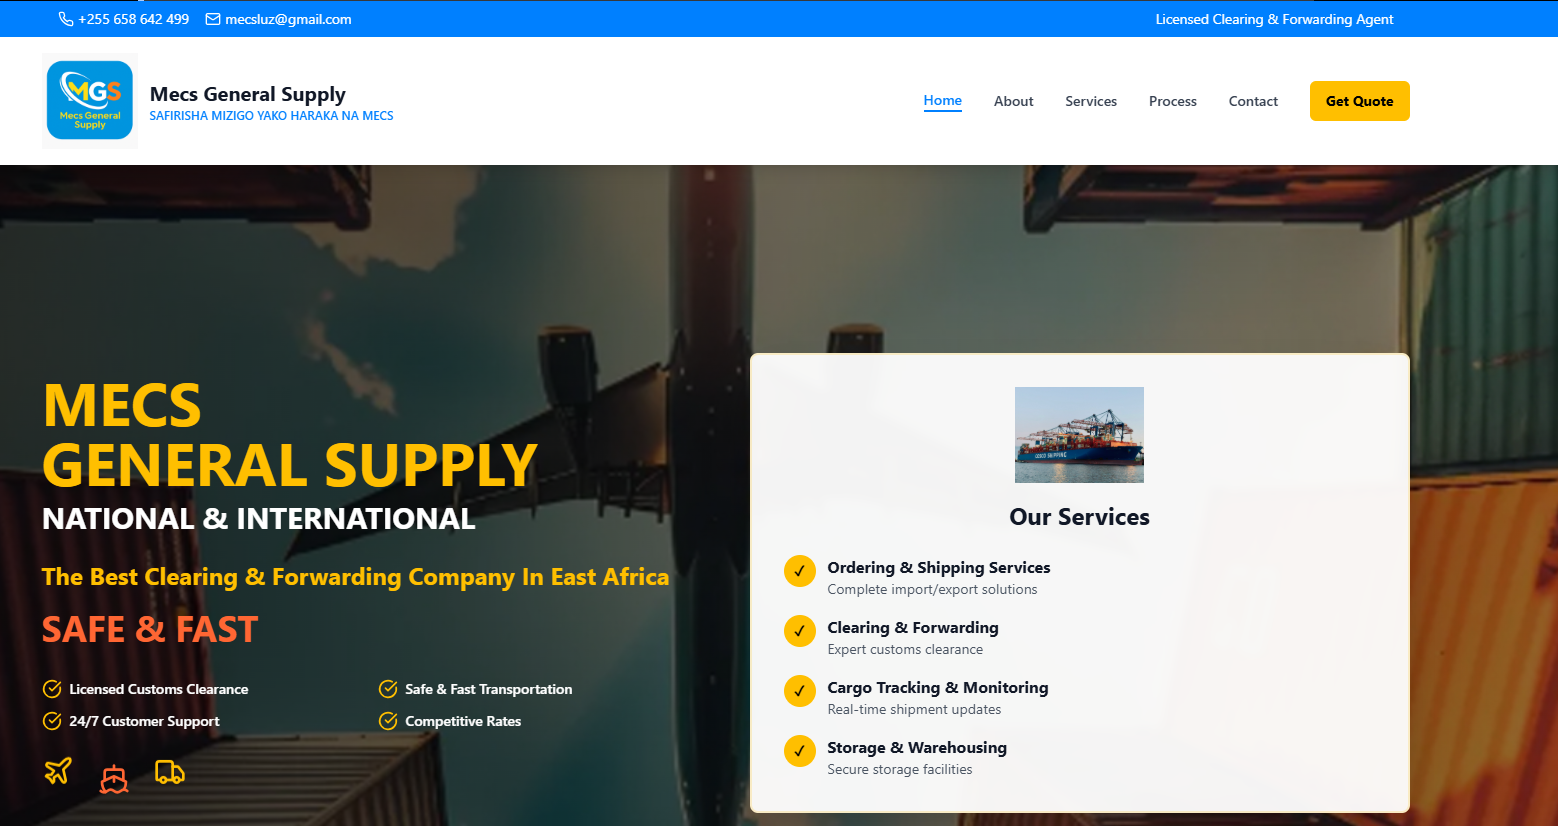 +255 658 642 499
mecsluz@gmail.com
Licensed Clearing & Forwarding Agent
MGS
Mecs General
Supply
Mecs General Supply
SAFIRISHA MIZIGO YAKO HARAKA NA MECS
Home
About
Services
Process
Contact
Get Quote
MECS
GENERAL SUPPLY
NATIONAL & INTERNATIONAL
The Best Clearing & Forwarding Company In East Africa
SAFE & FAST
Licensed Customs Clearance
Safe & Fast Transportation
24/7 Customer Support
Competitive Rates
COSCO SHIPPING
Our Services
Ordering & Shipping Services
Complete import/export solutions
Clearing & Forwarding
Expert customs clearance
Cargo Tracking & Monitoring
Real-time shipment updates
Storage & Warehousing
Secure storage facilities